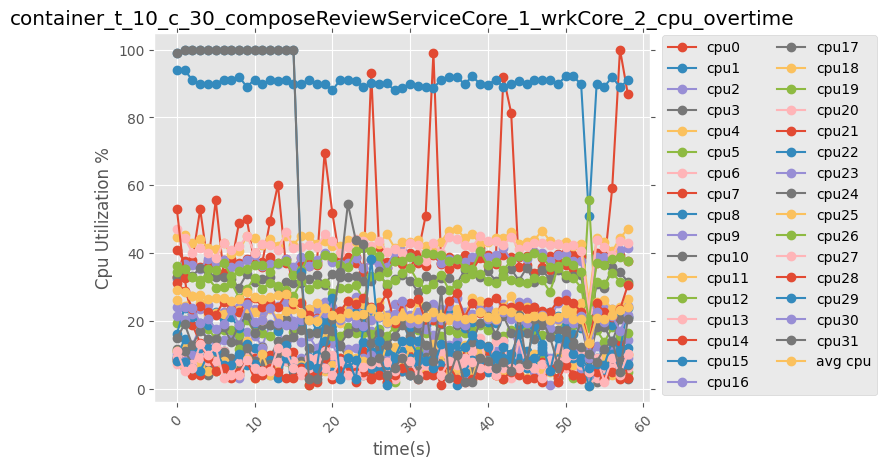 container_t_10_c_30_composeReviewServiceCore_1_wrkCore_2_cpu_overtime
Cpu Utilization %
100
80
60
40
20
0
0
10
20
30
40
50
60
time(s)
cpu0
cpu1
cpu2
cpu3
cpu4
cpu5
cpu6
cpu7
cpu8
cpu9
cpu10
cpu11
cpu12
cpu13
cpu14
cpu15
cpu16
cpu17
cpu18
cpu19
cpu20
cpu21
cpu22
cpu23
cpu24
cpu25
cpu26
cpu27
cpu28
cpu29
cpu30
cpu31
avg cpu